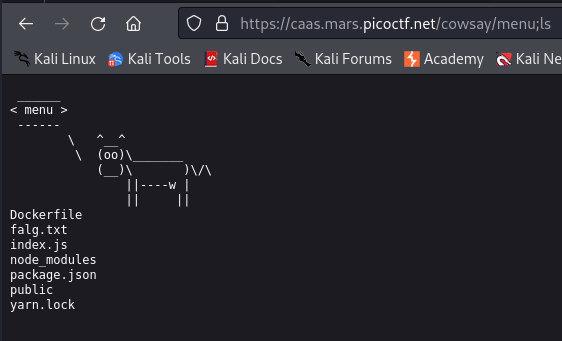 https://caas.mars.picoctf.net/cowsay/menu;ls
Kali Linux Kali Tools Kali Docs Kali Forums Academy Kali Ne
 ______
< menu >
 ------
        \   ^__^
         \  (oo)\_______
            (__)\       )\/\
                ||----w |
                ||     ||
Dockerfile
falg.txt
index.js
node_modules
package.json
public
yarn.lock